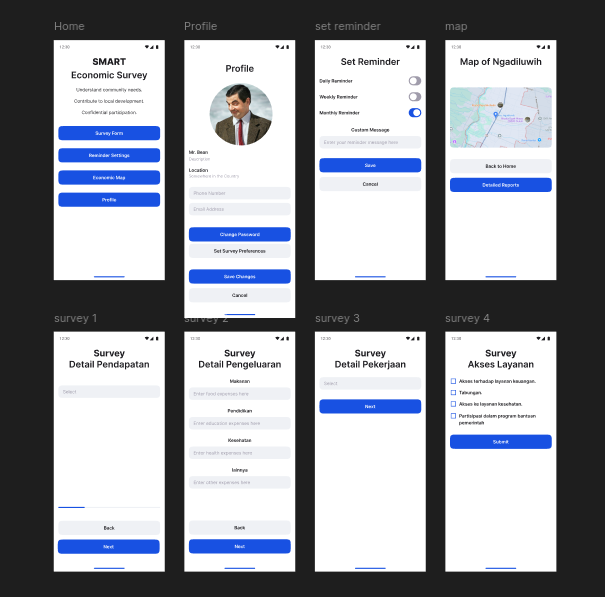 Home
12:30
SMART
Economic Survey
Understand community needs.
Contribute to local development.
Confidential participation.
Survey Form
Reminder Settings
Economic Map
Profile
Profile
12:30
Profile
Mr. Bean
Description
Location
Somewhere in the Country
Phone Number
Email Address
Change Password
Set Survey Preferences
Save Changes
Cancel
set reminder
12:30
Set Reminder
Daily Reminder
Weekly Reminder
Monthly Reminder
Custom Message
Enter your reminder message here
Save
Cancel
map
12:30
Map of Ngadiluwih
Back to Home
Detailed Reports
survey 1
12:30
Survey
Detail Pendapatan
Select
Back
Next
survey 2
12:30
Survey
Detail Pengeluaran
Makanan
Enter food expenses here
Pendidikan
Enter education expenses here
Kesehatan
Enter health expenses here
lainnya
Enter other expenses here
Back
Next
survey 3
12:30
Survey
Detail Pekerjaan
Select
Next
survey 4
12:30
Survey
Akses Layanan
Akses terhadap layanan keuangan.
Tabungan.
Akses ke layanan kesehatan.
Partisipasi dalam program bantuan
pemerintah
Submit